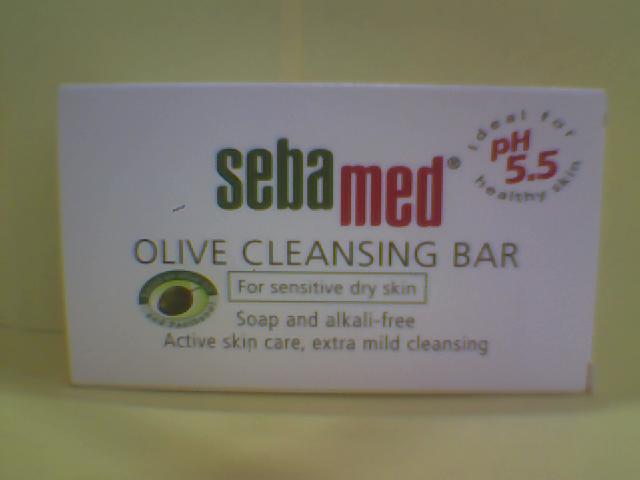 sebamed®
ideal for
pH
5.5
healthy skin
OLIVE CLEANSING BAR
For sensitive dry skin
Soap and alkali-free
Active skin care, extra mild cleansing